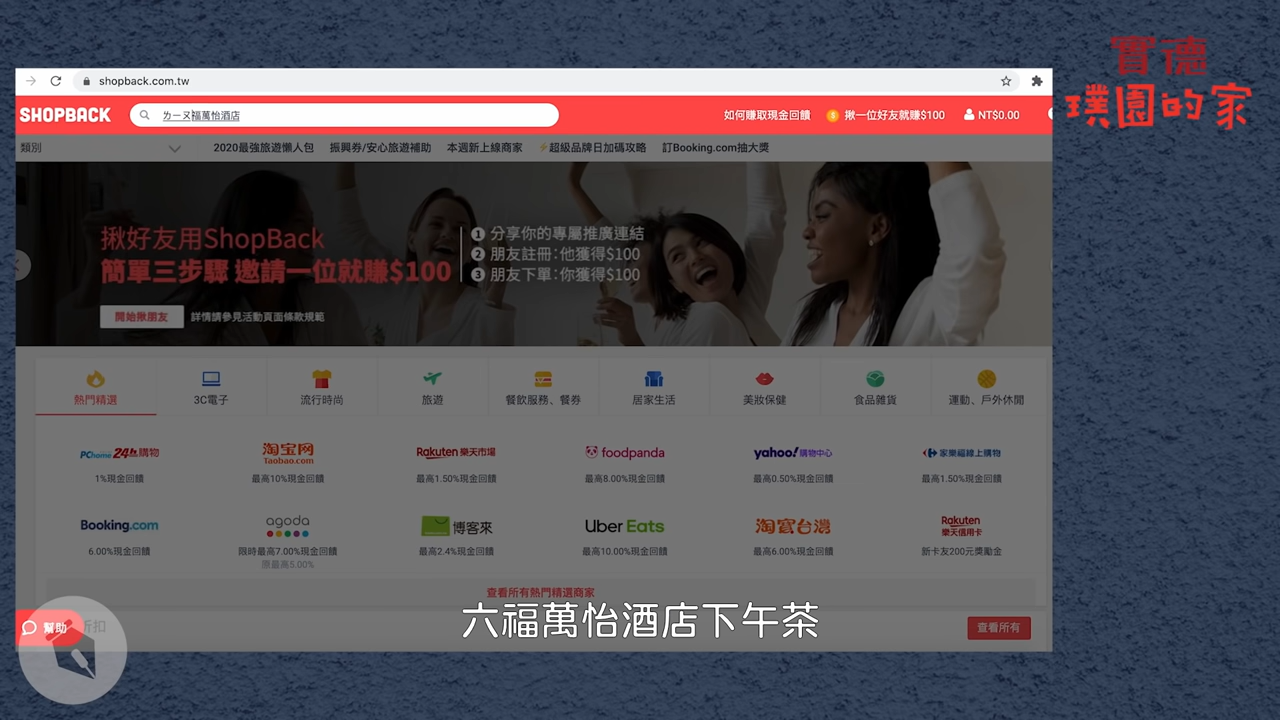 實德
璞園的家
shopback.com.tw
SHOPBACK
ㄌㄧㄡ福萬怡酒店
如何賺取現金回饋
揪一位好友就賺$100
NT$0.00
類別
2020最強旅遊懶人包
振興券/安心旅遊補助
本週新上線商家
⚡超級品牌日加碼攻略
訂Booking.com抽大獎
揪好友用ShopBack
簡單三步驟 邀請一位就賺$100
開始揪朋友
詳情請參見活動頁面條款規範
1 分享你的專屬推廣連結
2 朋友註冊:他獲得$100
3 朋友下單:你獲得$100
熱門精選
3C電子
流行時尚
旅遊
餐飲服務、餐券
居家生活
美妝保健
食品雜貨
運動、戶外休閒
PChome 24h購物
1%現金回饋
淘宝网
Taobao.com
最高10%現金回饋
Rakuten 樂天市場
最高1.50%現金回饋
foodpanda
最高8.00%現金回饋
yahoo!購物中心
最高0.50%現金回饋
家樂福線上購物
最高1.50%現金回饋
Booking.com
6.00%現金回饋
agoda
限時最高7.00%現金回饋
原最高5.00%
博客來
最高2.4%現金回饋
Uber Eats
最高10.00%現金回饋
淘寶台灣
最高6.00%現金回饋
Rakuten
樂天信用卡
新卡友200元獎勵金
查看所有熱門精選商家
幫助
折扣
查看所有
六福萬怡酒店下午茶